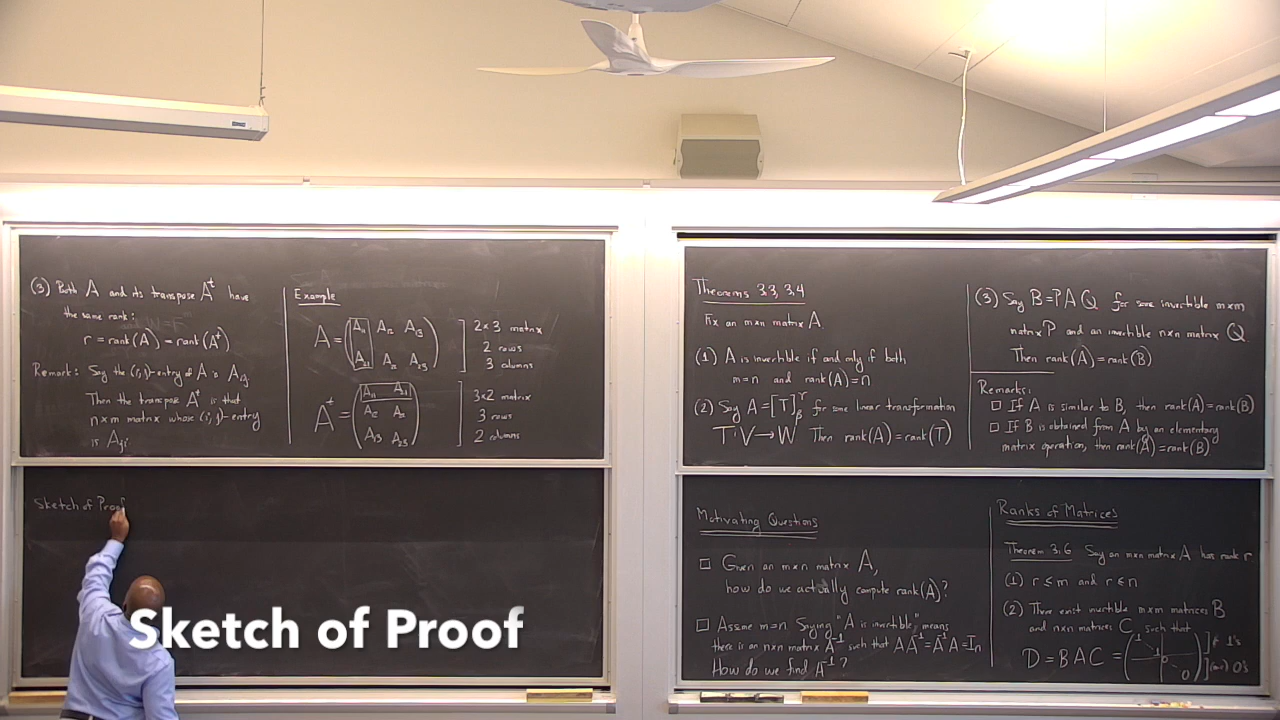 (3) Both A and its transpose Aᵗ have
the same rank:
r = rank(A) = rank(Aᵗ)
Remark: Say the (i,j)-entry of A is Aij.
Then the transpose Aᵗ is that
n×m matrix whose (i,j)-entry
is Aji.
Example
A = (A11 A12 A13
A21 A22 A23)
] 2×3 matrix
2 rows
3 columns
Aᵗ = (A11 A21
A12 A22
A13 A23)
] 3×2 matrix
3 rows
2 columns
Sketch of Proof
Sketch of Proof
Theorems 3.3, 3.4
Fix an m×n matrix A.
(1) A is invertible if and only if both
m=n and rank(A)=n
(2) Say A=[T]βγ for some linear transformation
T: V→W Then rank(A)=rank(T)
(3) Say B=PAQ for some invertible m×m
matrix P and an invertible n×n matrix Q.
Then rank(A)=rank(B)
Remarks:
□ If A is similar to B, then rank(A)=rank(B)
□ If B is obtained from A by an elementary
matrix operation, then rank(A)=rank(B)
Motivating Questions
□ Given an m×n matrix A,
how do we actually compute rank(A)?
□ Assume m=n. Saying "A is invertible" means
there is an n×n matrix A⁻¹ such that AA⁻¹=A⁻¹A=In
How do we find A⁻¹?
Ranks of Matrices
Theorem 3.6 Say an m×n matrix A has rank r.
(1) r≤m and r≤n
(2) There exist invertible m×m matrices B
and n×n matrices C such that
D=BAC=
1's
0's